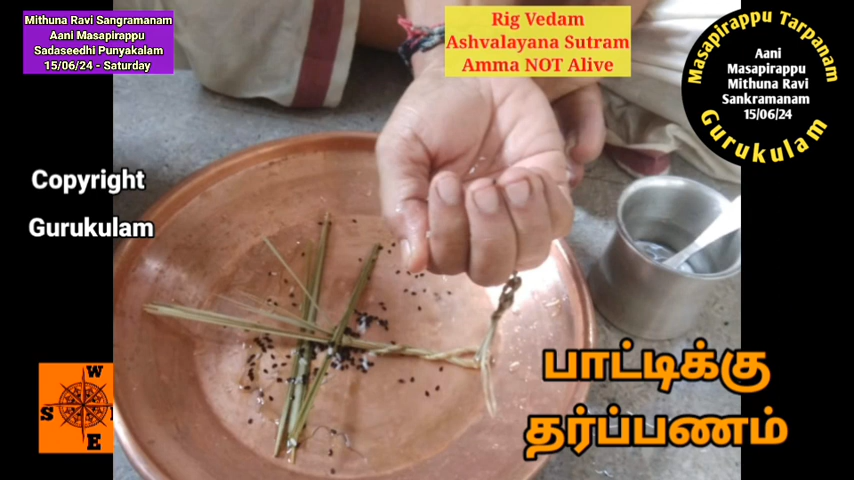 Mithuna Ravi Sangramanam
Aani Masapirappu
Sadaseedhi Punyakalam
15/06/24 - Saturday
Rig Vedam
Ashvalayana Sutram
Amma NOT Alive
Masapirappu Tarpanam
Aani
Masapirappu
Mithuna Ravi
Sankramanam
15/06/24
Gurukulam
Copyright
Gurukulam
W
S
E
பாட்டிக்கு
தர்ப்பணம்